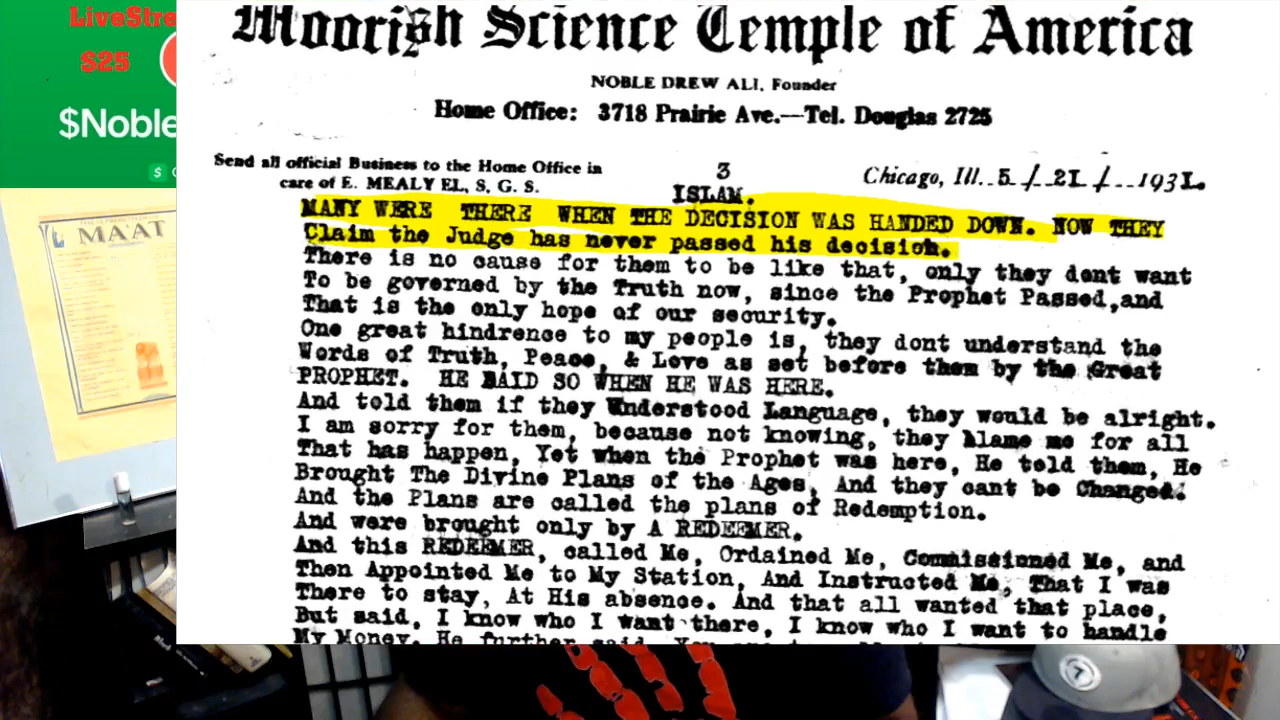 LiveStre
$25
$Noble
$
MA'AT
Moorish Science Temple of America
NOBLE DREW ALI, Founder
Home Office: 3718 Prairie Ave.—Tel. Douglas 2725
Send all official Business to the Home Office in
care of E. MEALY EL, S. G. S.
3
Chicago, Ill. 5/21/1931.
ISLAM.
MANY WERE THERE WHEN THE DECISION WAS HANDED DOWN. NOW THEY
Claim the Judge has never passed his decision.
There is no cause for them to be like that, only they dont want
To be governed by the Truth now, since the Prophet Passed,and
That is the only hope of our security.
One great hindrence to my people is, they dont understand the
Words of Truth, Peace, & Love as set before them by the Great
PROPHET. HE SAID SO WHEN HE WAS HERE.
And told them if they Understood Language, they would be alright.
I am sorry for them, because not knowing, they blame me for all
That has happen, Yet when the Prophet was here, He told them, He
Brought The Divine Plans of the Ages, And they cant be Changed.
And the Plans are called the plans of Redemption.
And were brought only by A REDEEMER.
And this REDEEMER, called Me, Ordained Me, Commissioned Me, and
Then Appointed Me to My Station, And Instructed Me, That I was
There to stay, At His absence. And that all wanted that place,
But said, I know who I want there, I know who I want to handle
My Money. He further said, You
7